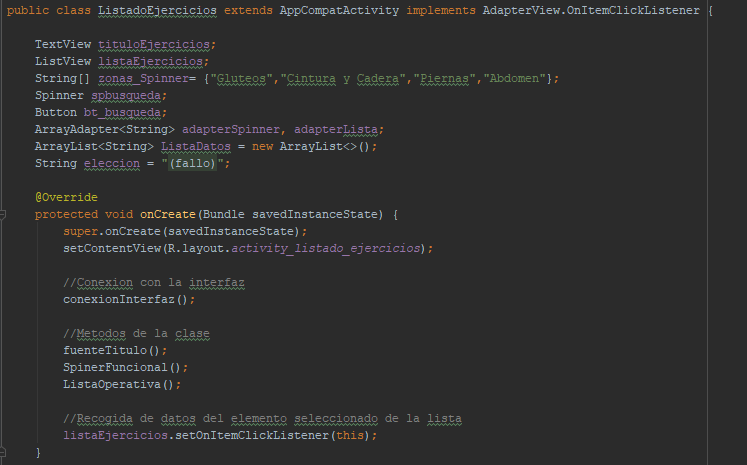 public class ListadoEjercicios extends AppCompatActivity implements AdapterView.OnItemClickListener {
TextView tituloEjercicios;
ListView listaEjercicios;
String[] zonas_Spinner= {"Gluteos","Cintura y Cadera","Piernas","Abdomen"};
Spinner spbusqueda;
Button bt_busqueda;
ArrayAdapter<String> adapterSpinner, adapterLista;
ArrayList<String> ListaDatos = new ArrayList<>();
String eleccion = "(fallo)";
@Override
protected void onCreate(Bundle savedInstanceState) {
super.onCreate(savedInstanceState);
setContentView(R.layout.activity_listado_ejercicios);
//Conexion con la interfaz
conexionInterfaz();
//Metodos de la clase
fuenteTitulo();
SpinerFuncional();
ListaOperativa();
//Recogida de datos del elemento seleccionado de la lista
listaEjercicios.setOnItemClickListener(this);
}